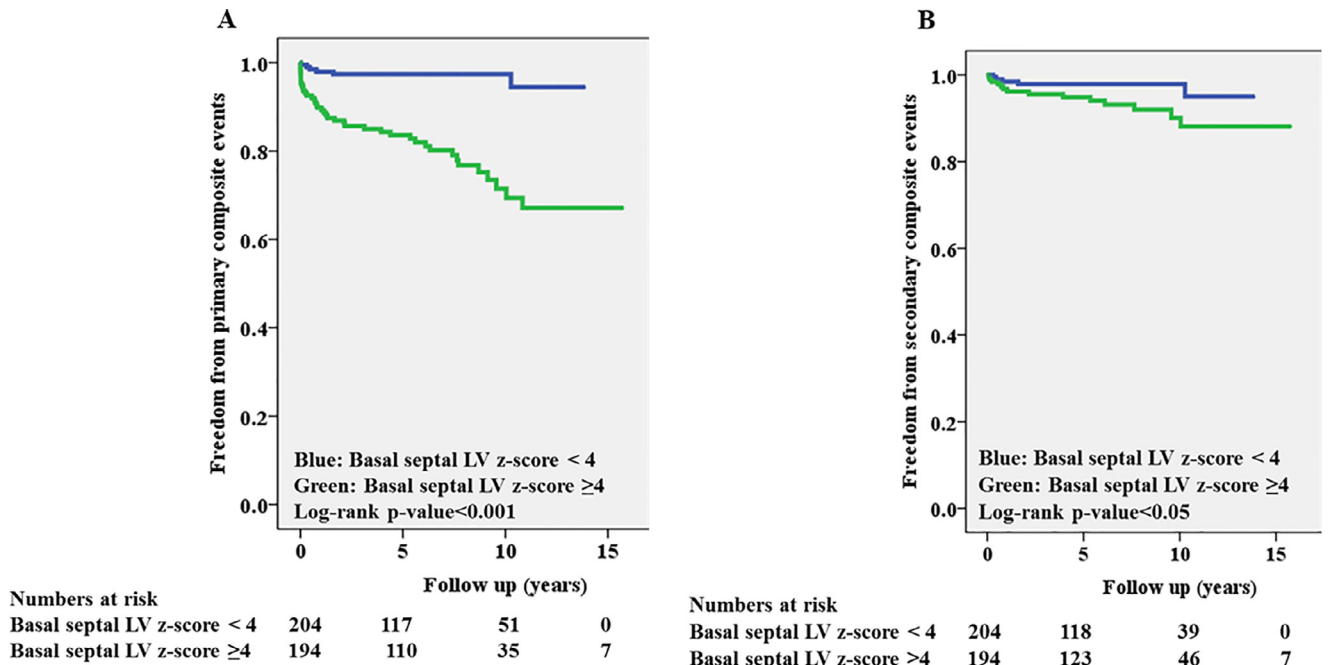 A
Freedom from primary composite events
1.0
0.8
0.6
0.4
0.2
0.0
Blue: Basal septal LV z-score < 4
Green: Basal septal LV z-score ≥4
Log-rank p-value<0.001
0 5 10 15
Follow up (years)
Numbers at risk
Basal septal LV z-score < 4 204 117 51 0
Basal septal LV z-score ≥4 194 110 35 7
B
Freedom from secondary composite events
1.0
0.8
0.6
0.4
0.2
0.0
Blue: Basal septal LV z-score < 4
Green: Basal septal LV z-score ≥4
Log-rank p-value<0.05
0 5 10 15
Follow up (years)
Numbers at risk
Basal septal LV z-score < 4 204 118 39 0
Basal septal LV z-score >4 194 123 46 7